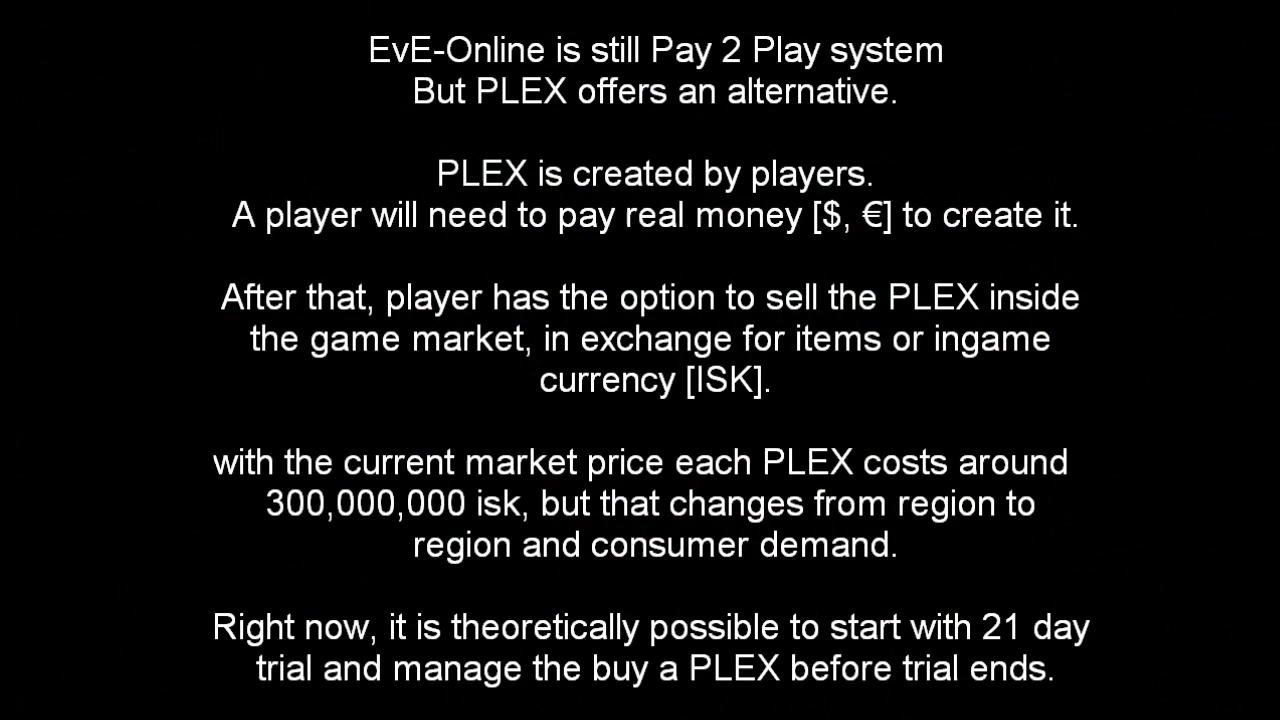 EvE-Online is still Pay 2 Play system
But PLEX offers an alternative.
PLEX is created by players.
A player will need to pay real money [$, €] to create it.
After that, player has the option to sell the PLEX inside
the game market, in exchange for items or ingame
currency [ISK].
with the current market price each PLEX costs around
300,000,000 isk, but that changes from region to
region and consumer demand.
Right now, it is theoretically possible to start with 21 day
trial and manage the buy a PLEX before trial ends.